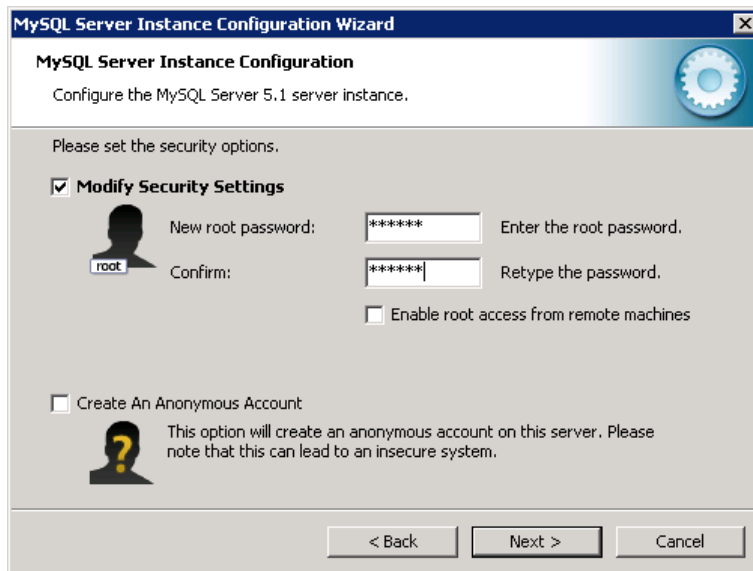 MySQL Server Instance Configuration Wizard
MySQL Server Instance Configuration
Configure the MySQL Server 5.1 server instance.
Please set the security options.
Modify Security Settings
New root password: ****** Enter the root password.
root
Confirm: ****** Retype the password.
Enable root access from remote machines
Create An Anonymous Account
?
This option will create an anonymous account on this server. Please
note that this can lead to an insecure system.
< Back Next > Cancel